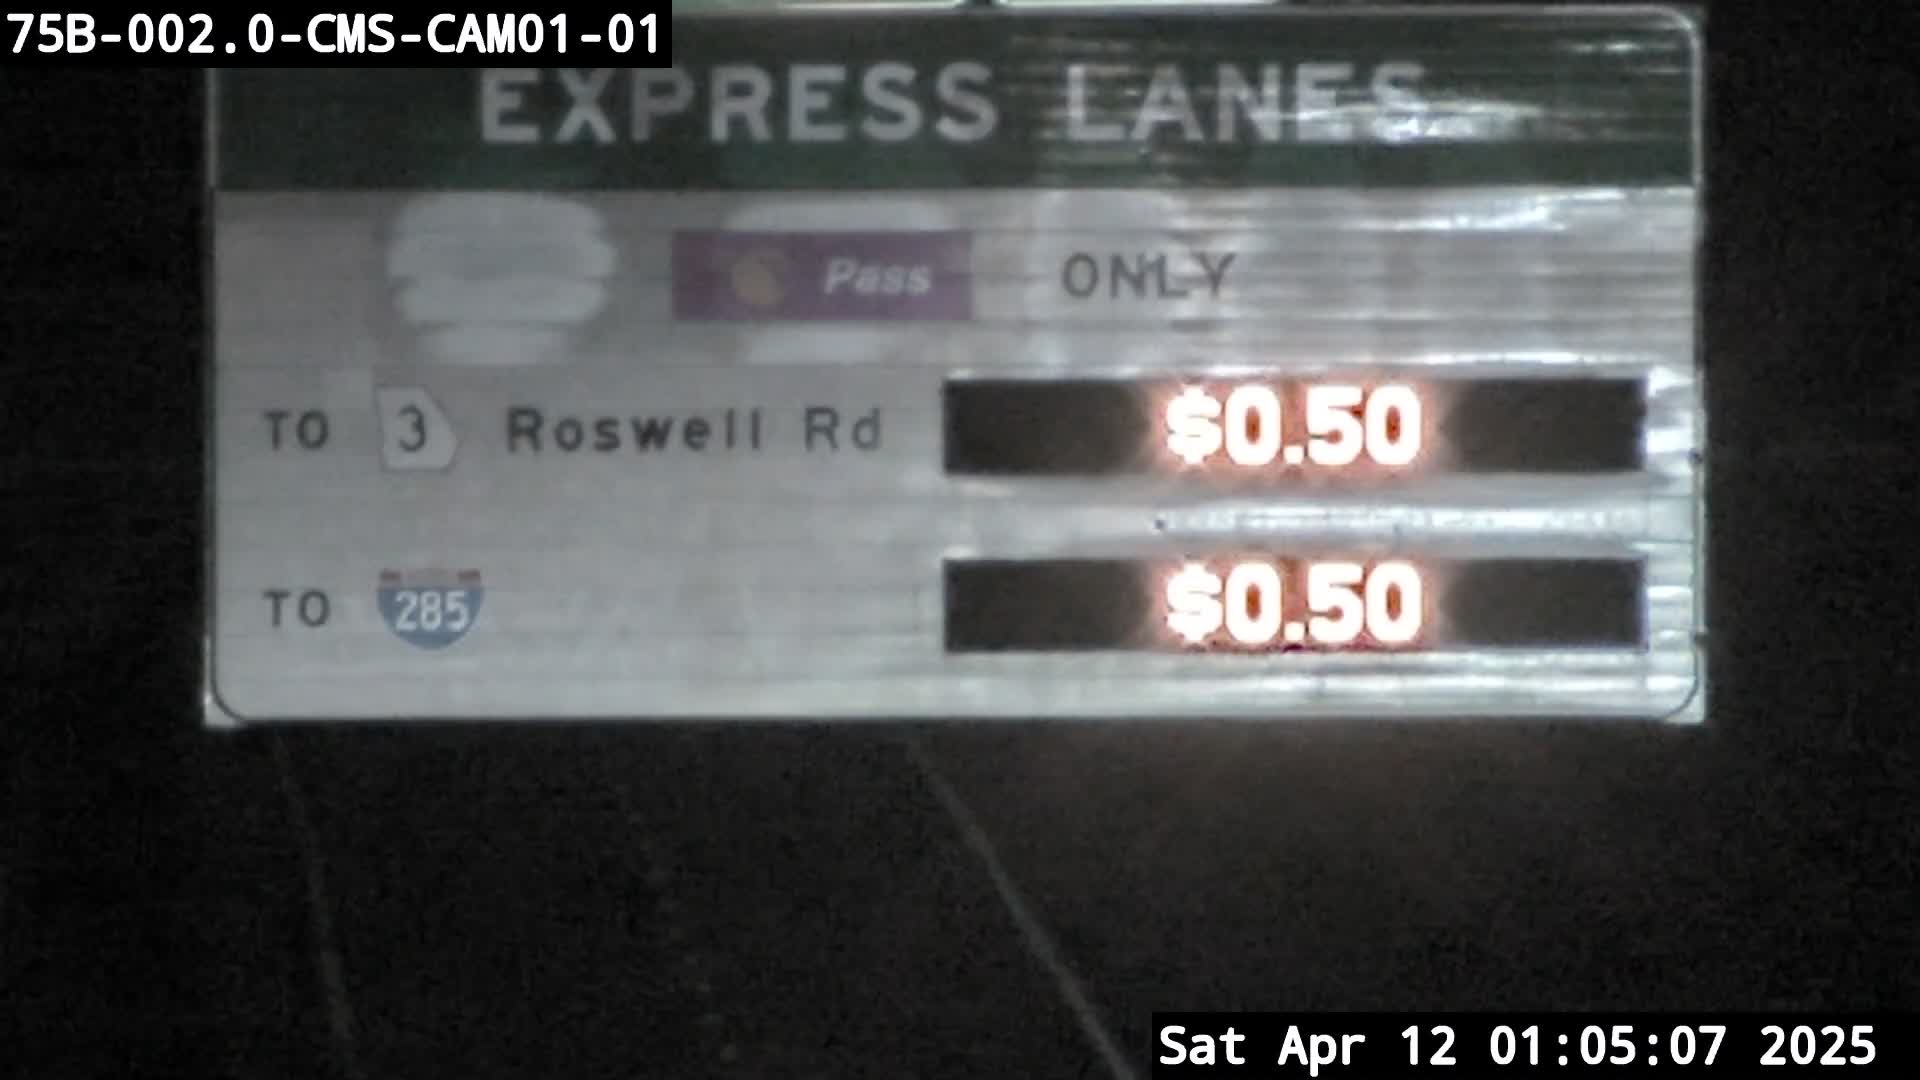 75B-002.0-CMS-CAM01-01
EXPRESS LANES
Pass ONLY
TO 3 Roswell Rd $0.50
TO 285 $0.50
Sat Apr 12 01:05:07 2025